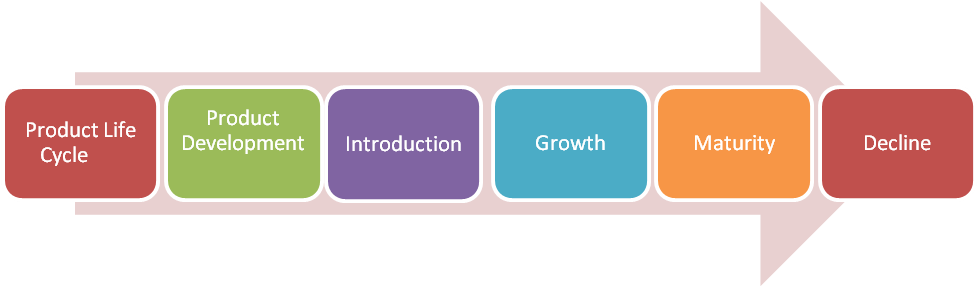 Product Life
Cycle
Product
Development
Introduction
Growth
Maturity
Decline